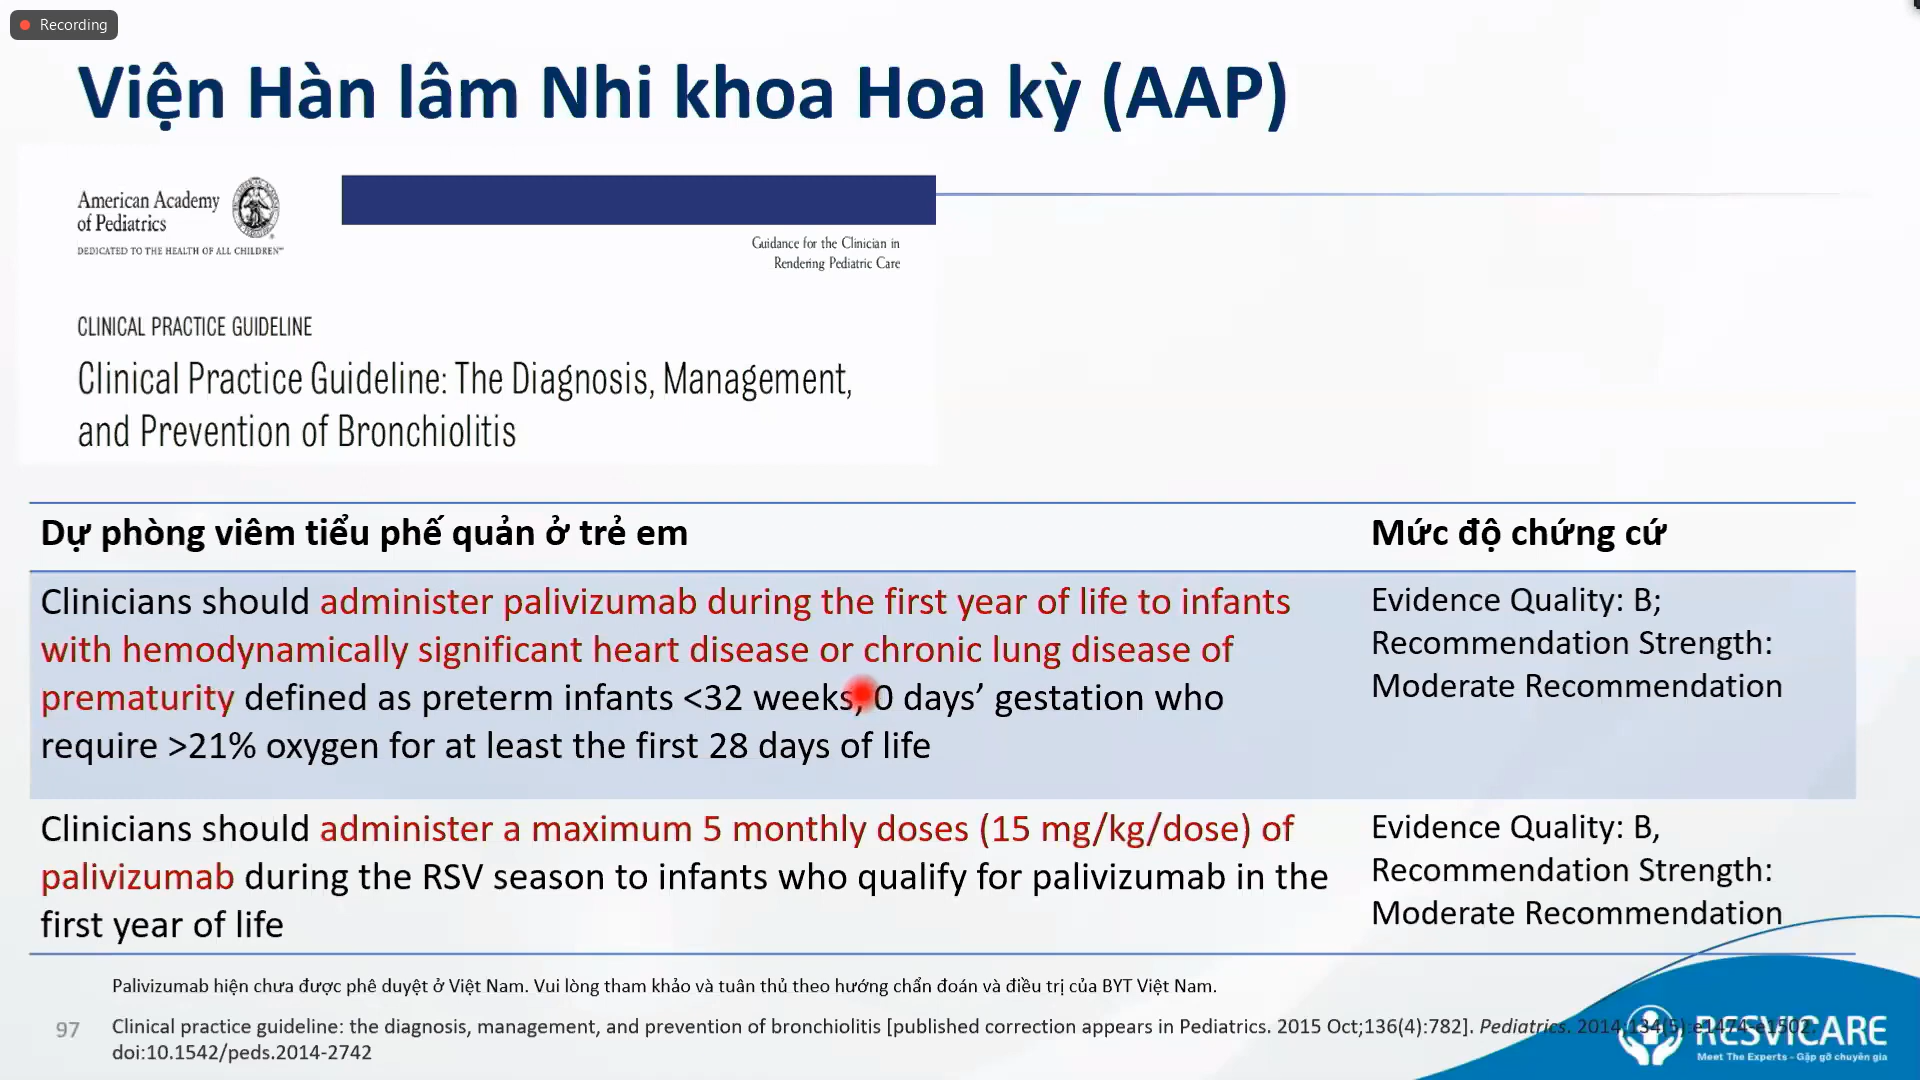 Recording
Viện Hàn lâm Nhi khoa Hoa kỳ (AAP)
American Academy
of Pediatrics
DEDICATED TO THE HEALTH OF ALL CHILDREN™
Guidance for the Clinician in
Rendering Pediatric Care
CLINICAL PRACTICE GUIDELINE
Clinical Practice Guideline: The Diagnosis, Management,
and Prevention of Bronchiolitis
Dự phòng viêm tiểu phế quản ở trẻ em
Mức độ chứng cứ
Clinicians should administer palivizumab during the first year of life to infants
with hemodynamically significant heart disease or chronic lung disease of
prematurity defined as preterm infants <32 weeks, 0 days’ gestation who
require >21% oxygen for at least the first 28 days of life
Evidence Quality: B;
Recommendation Strength:
Moderate Recommendation
Clinicians should administer a maximum 5 monthly doses (15 mg/kg/dose) of
palivizumab during the RSV season to infants who qualify for palivizumab in the
first year of life
Evidence Quality: B,
Recommendation Strength:
Moderate Recommendation
Palivizumab hiện chưa được phê duyệt ở Việt Nam. Vui lòng tham khảo và tuân thủ theo hướng chẩn đoán và điều trị của BYT Việt Nam.
97
Clinical practice guideline: the diagnosis, management, and prevention of bronchiolitis [published correction appears in Pediatrics. 2015 Oct;136(4):782]. Pediatrics. 2014;134(5):e1474-e1502.
doi:10.1542/peds.2014-2742
RESVICARE
Meet The Experts - Gặp gỡ chuyên gia